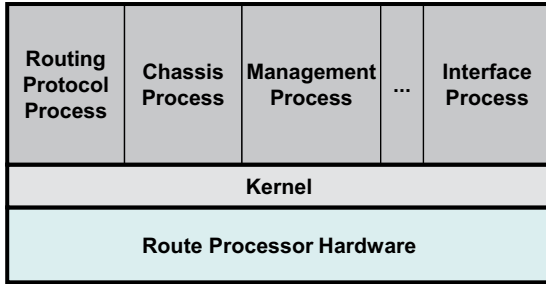 Routing
Protocol
Process
Chassis
Process
Management
Process
...
Interface
Process
Kernel
Route Processor Hardware